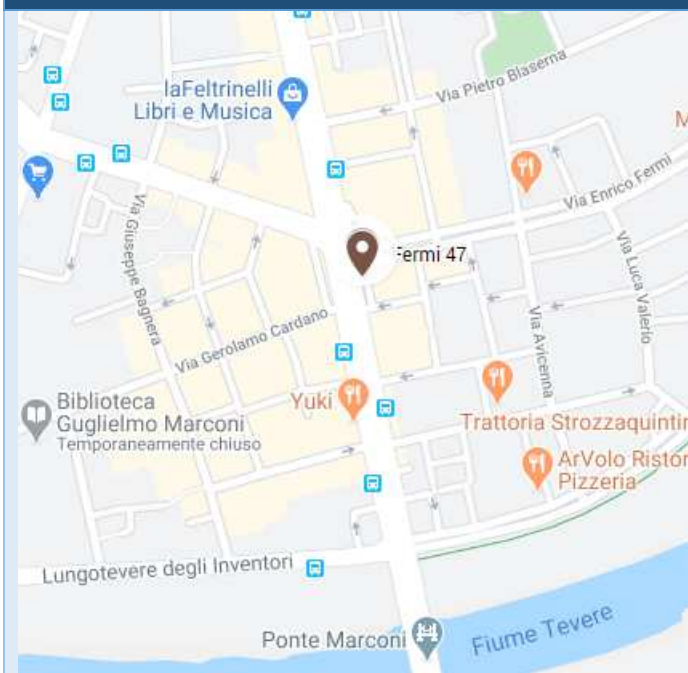 laFeltrinelli
Libri e Musica
Via Pietro Blaserna
M
Via Enrico Fermi
Via Giuseppe Bagnera
Fermi 47
Via Luca Valerio
Via Gerolamo Cardano
Via Avicenna
Biblioteca
Guglielmo Marconi
Temporaneamente chiuso
Yuki
Trattoria Strozzaquintin
ArVolo Ristor
Pizzeria
Lungotevere degli Inventori
Ponte Marconi
Fiume Tevere